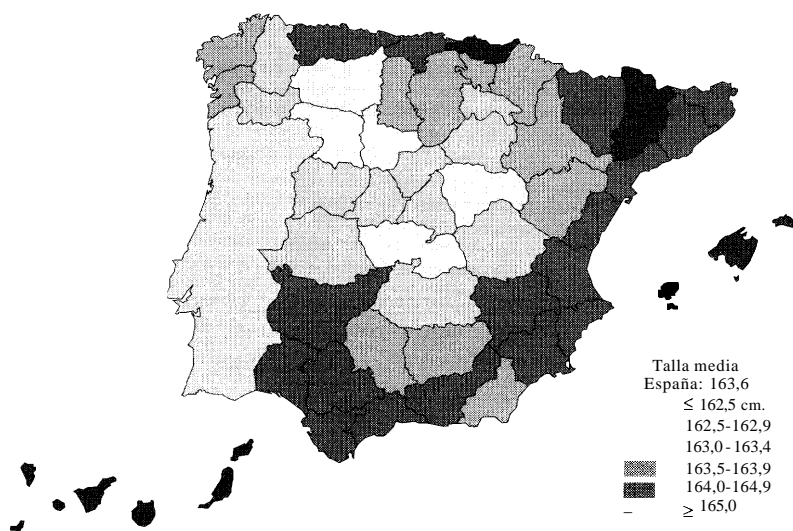 Talla media
España: 163,6
≤ 162,5 cm.
162,5-162,9
163,0-163,4
163,5-163,9
164,0-164,9
– ≥ 165,0